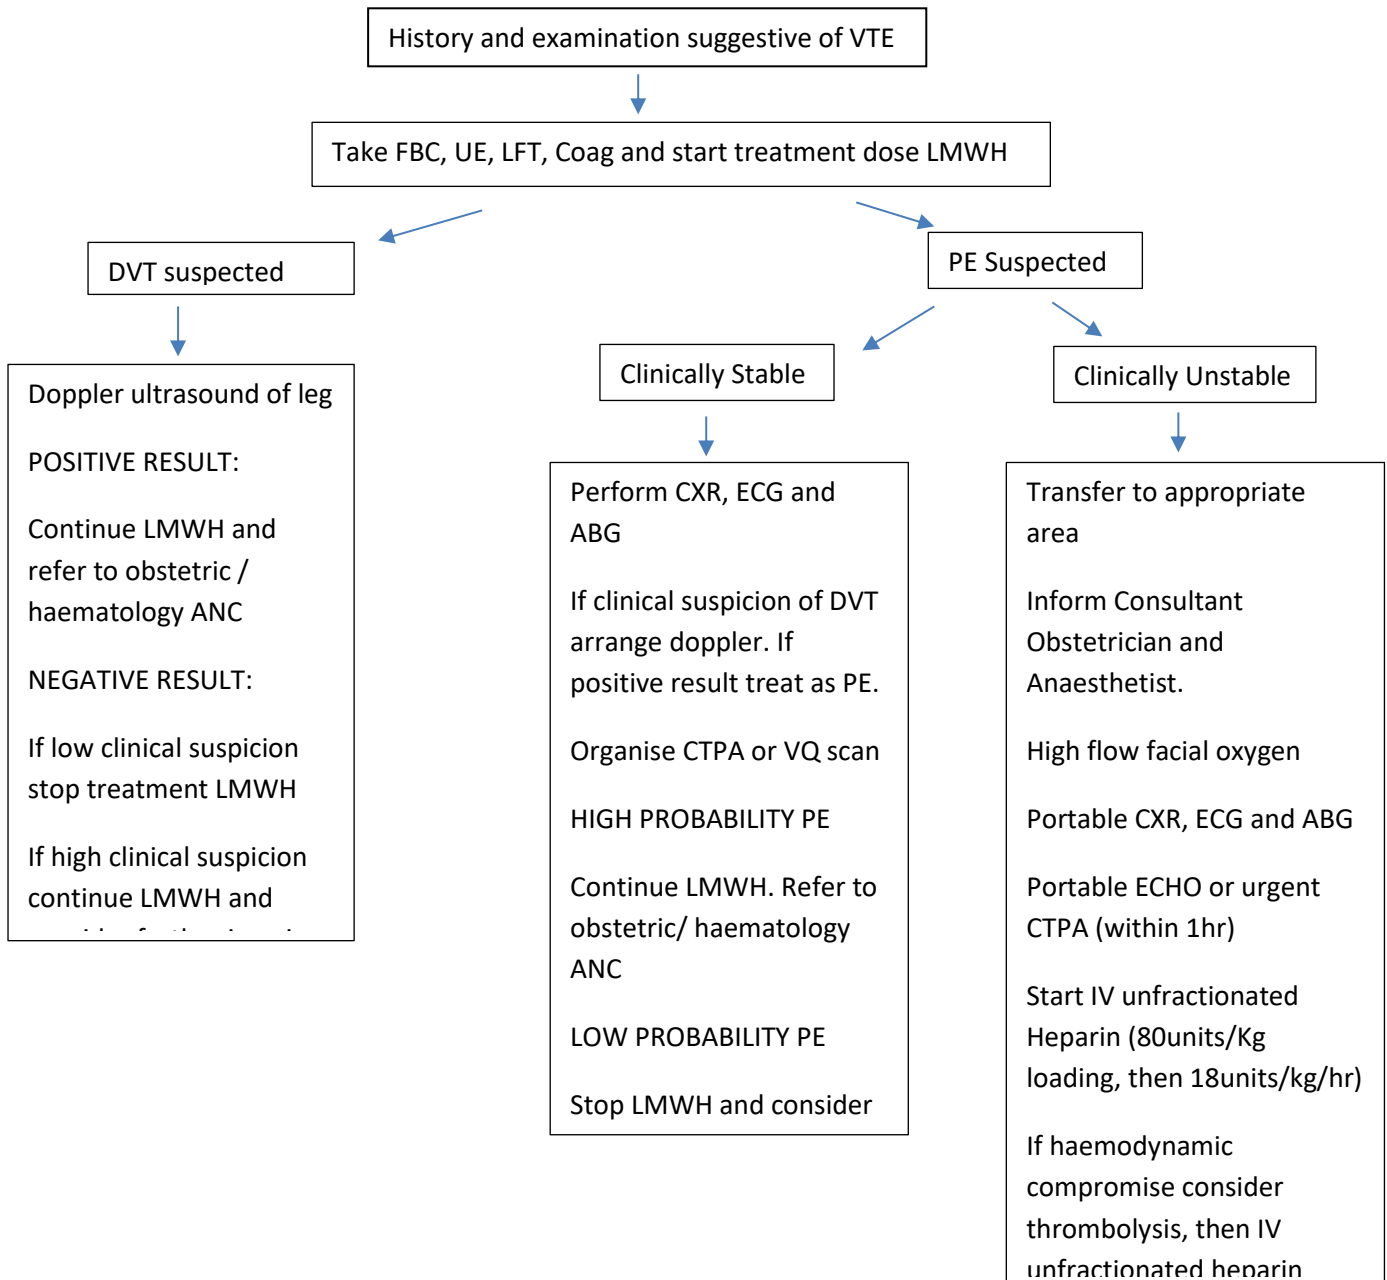 History and examination suggestive of VTE
Take FBC, UE, LFT, Coag and start treatment dose LMWH
DVT suspected
PE Suspected
Clinically Stable
Clinically Unstable
Doppler ultrasound of leg
POSITIVE RESULT:
Continue LMWH and
refer to obstetric /
haematology ANC
NEGATIVE RESULT:
If low clinical suspicion
stop treatment LMWH
If high clinical suspicion
continue LMWH and
Perform CXR, ECG and
ABG
If clinical suspicion of DVT
arrange doppler. If
positive result treat as PE.
Organise CTPA or VQ scan
HIGH PROBABILITY PE
Continue LMWH. Refer to
obstetric/ haematology
ANC
LOW PROBABILITY PE
Stop LMWH and consider
Transfer to appropriate
area
Inform Consultant
Obstetrician and
Anaesthetist.
High flow facial oxygen
Portable CXR, ECG and ABG
Portable ECHO or urgent
CTPA (within 1hr)
Start IV unfractionated
Heparin (80units/Kg
loading, then 18units/kg/hr)
If haemodynamic
compromise consider
thrombolysis, then IV
unfractionated heparin